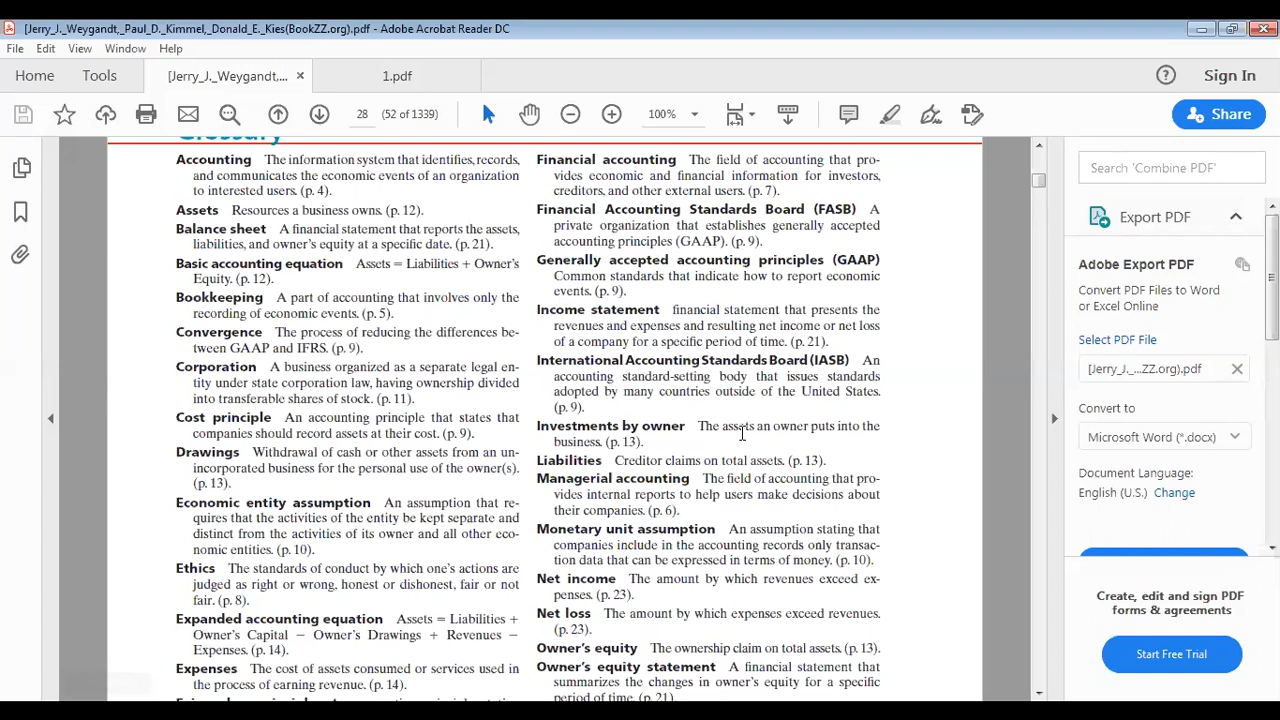 [Jerry_J._Weygandt,_Paul_D._Kimmel,_Donald_E._Kies(BookZZ.org).pdf - Adobe Acrobat Reader DC
File Edit View Window Help
Home Tools [Jerry_J._Weygandt,... × 1.pdf Sign In
28 (52 of 1339) 100% Share
Glossary
Accounting The information system that identifies, records,
and communicates the economic events of an organization
to interested users. (p. 4).
Assets Resources a business owns. (p. 12).
Balance sheet A financial statement that reports the assets,
liabilities, and owner's equity at a specific date. (p. 21).
Basic accounting equation Assets = Liabilities + Owner's
Equity. (p. 12).
Bookkeeping A part of accounting that involves only the
recording of economic events. (p. 5).
Convergence The process of reducing the differences be-
tween GAAP and IFRS. (p. 9).
Corporation A business organized as a separate legal en-
tity under state corporation law, having ownership divided
into transferable shares of stock. (p. 11).
Cost principle An accounting principle that states that
companies should record assets at their cost. (p. 9).
Drawings Withdrawal of cash or other assets from an un-
incorporated business for the personal use of the owner(s).
(p. 13).
Economic entity assumption An assumption that re-
quires that the activities of the entity be kept separate and
distinct from the activities of its owner and all other eco-
nomic entities. (p. 10).
Ethics The standards of conduct by which one's actions are
judged as right or wrong, honest or dishonest, fair or not
fair. (p. 8).
Expanded accounting equation Assets = Liabilities +
Owner's Capital − Owner's Drawings + Revenues −
Expenses. (p. 14).
Expenses The cost of assets consumed or services used in
the process of earning revenue. (p. 14).
Financial accounting The field of accounting that pro-
vides economic and financial information for investors,
creditors, and other external users. (p. 7).
Financial Accounting Standards Board (FASB) A
private organization that establishes generally accepted
accounting principles (GAAP). (p. 9).
Generally accepted accounting principles (GAAP)
Common standards that indicate how to report economic
events. (p. 9).
Income statement financial statement that presents the
revenues and expenses and resulting net income or net loss
of a company for a specific period of time. (p. 21).
International Accounting Standards Board (IASB) An
accounting standard-setting body that issues standards
adopted by many countries outside of the United States.
(p. 9).
Investments by owner The assets an owner puts into the
business. (p. 13).
Liabilities Creditor claims on total assets. (p. 13).
Managerial accounting The field of accounting that pro-
vides internal reports to help users make decisions about
their companies. (p. 6).
Monetary unit assumption An assumption stating that
companies include in the accounting records only transac-
tion data that can be expressed in terms of money. (p. 10).
Net income The amount by which revenues exceed ex-
penses. (p. 23).
Net loss The amount by which expenses exceed revenues.
(p. 23).
Owner's equity The ownership claim on total assets. (p. 13).
Owner's equity statement A financial statement that
summarizes the changes in owner's equity for a specific
period of time. (p. 21).
Search 'Combine PDF'
Export PDF
Adobe Export PDF
Convert PDF Files to Word
or Excel Online
Select PDF File
[Jerry_J._...ZZ.org).pdf ×
Convert to
Microsoft Word (*.docx)
Document Language:
English (U.S.) Change
Create, edit and sign PDF
forms & agreements
Start Free Trial